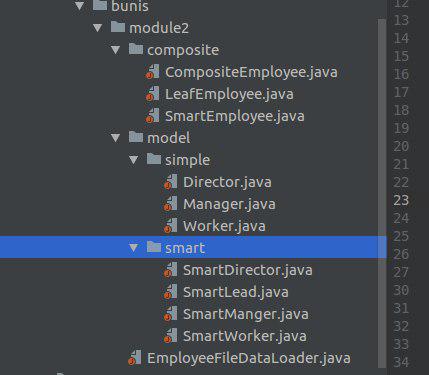 bunis
module2
composite
CompositeEmployee.java
LeafEmployee.java
SmartEmployee.java
model
simple
Director.java
Manager.java
Worker.java
smart
SmartDirector.java
SmartLead.java
SmartManger.java
SmartWorker.java
EmployeeFileDataLoader.java
12
13
14
15
16
17
18
19
20
21
22
23
24
25
26
27
30
31
32
33
34